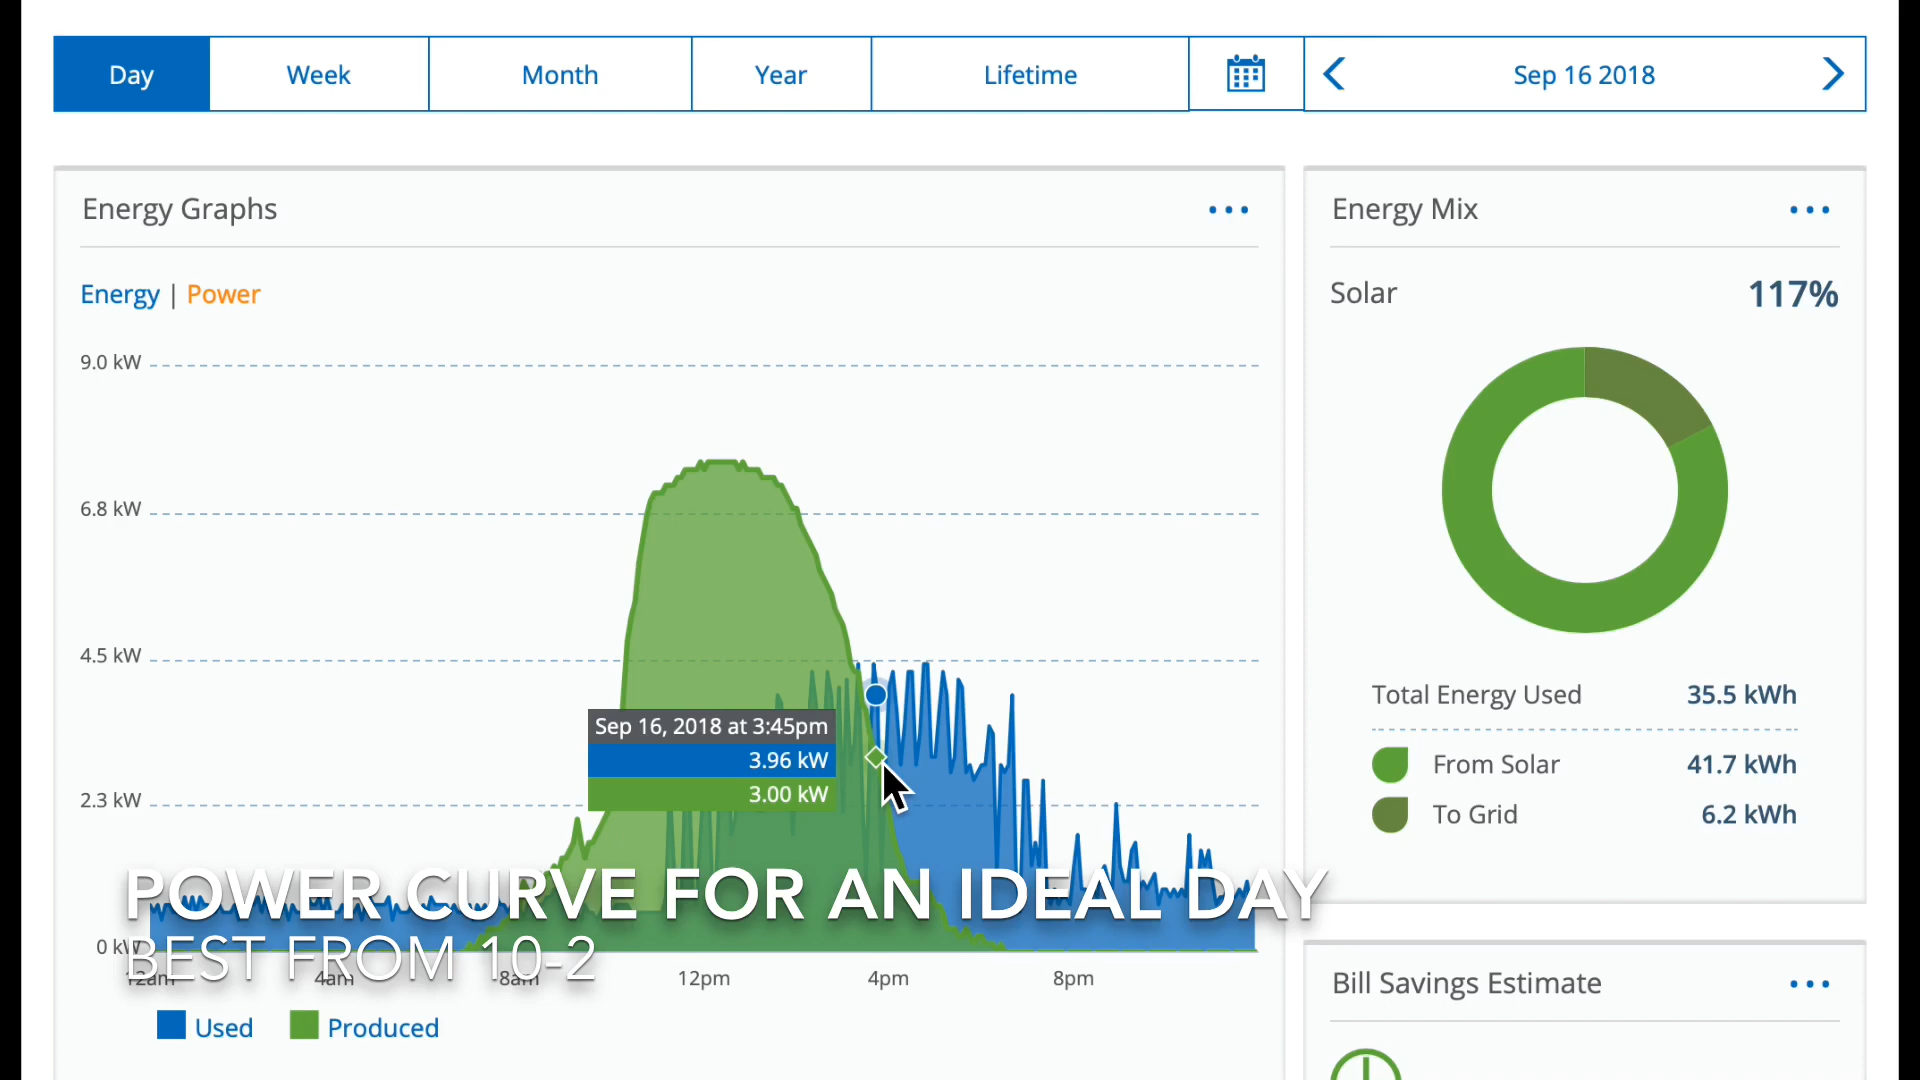 Day Week Month Year Lifetime Sep 16 2018
Energy Graphs
Energy | Power
9.0 kW
6.8 kW
4.5 kW
2.3 kW
0 kW
Sep 16, 2018 at 3:45pm
3.96 kW
3.00 kW
12am 4am 8am 12pm 4pm 8pm
Used Produced
POWER CURVE FOR AN IDEAL DAY
BEST FROM 10-2
Energy Mix
Solar 117%
Total Energy Used 35.5 kWh
From Solar 41.7 kWh
To Grid 6.2 kWh
Bill Savings Estimate